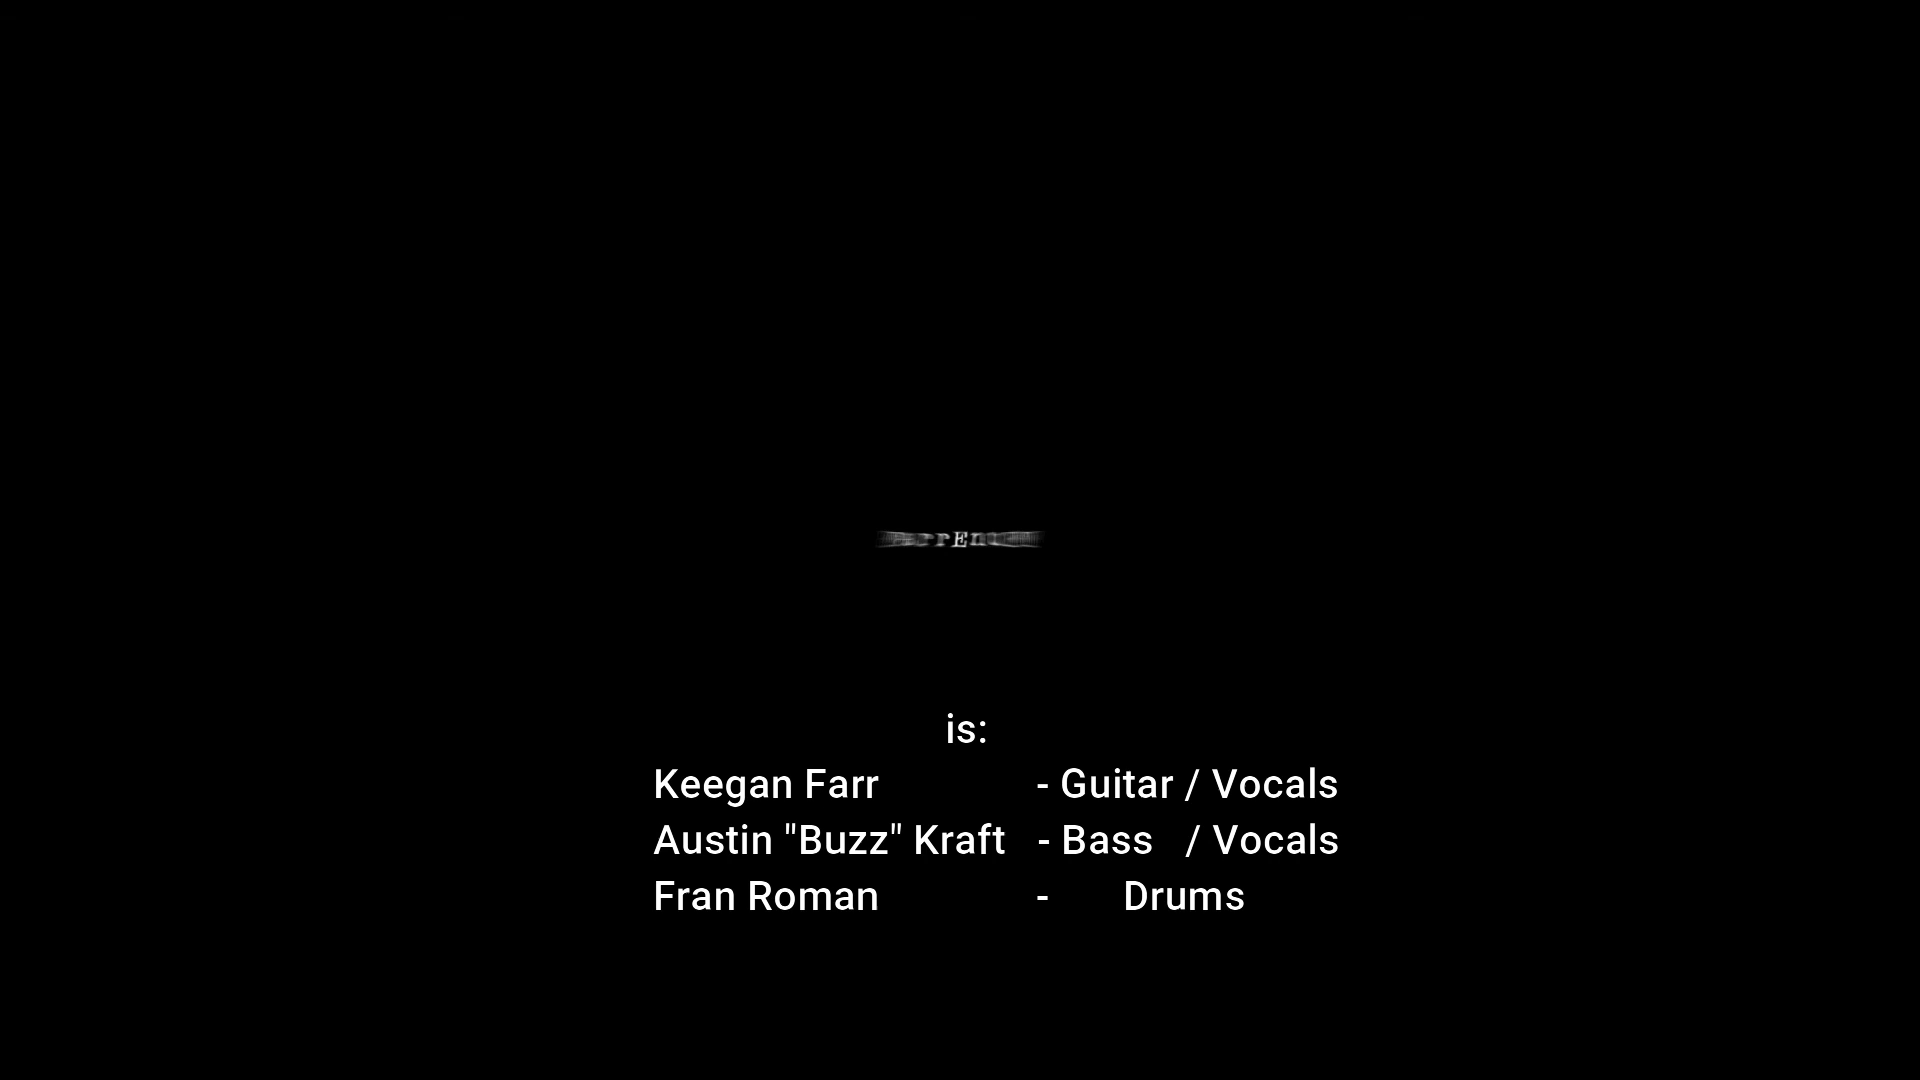 is:
Keegan Farr - Guitar / Vocals
Austin "Buzz" Kraft - Bass / Vocals
Fran Roman - Drums